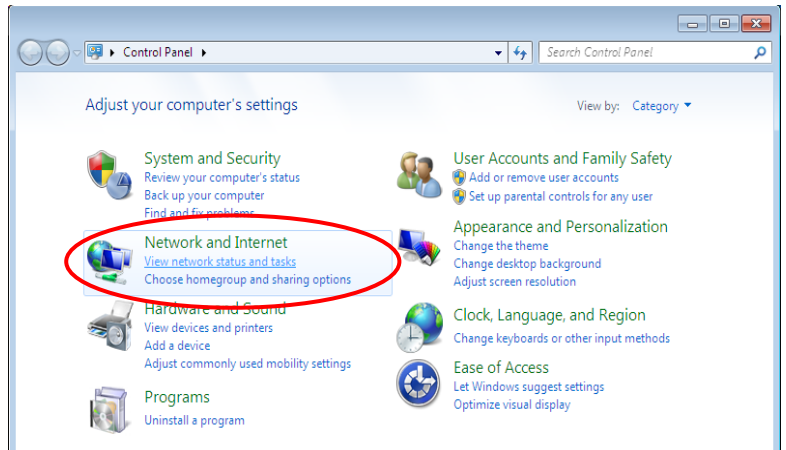 Control Panel
Search Control Panel
Adjust your computer's settings
View by: Category
System and Security
Review your computer's status
Back up your computer
Find and fix problems
Network and Internet
View network status and tasks
Choose homegroup and sharing options
Hardware and Sound
View devices and printers
Add a device
Adjust commonly used mobility settings
Programs
Uninstall a program
User Accounts and Family Safety
Add or remove user accounts
Set up parental controls for any user
Appearance and Personalization
Change the theme
Change desktop background
Adjust screen resolution
Clock, Language, and Region
Change keyboards or other input methods
Ease of Access
Let Windows suggest settings
Optimize visual display